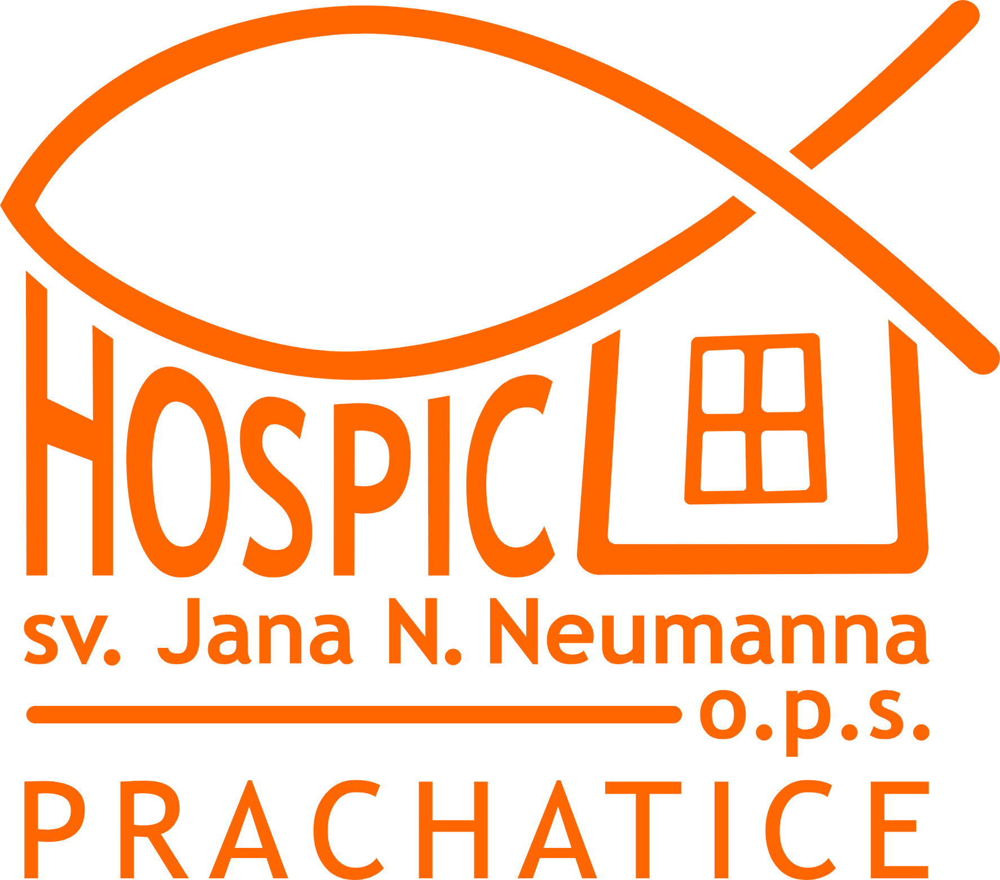 HOSPIC
sv. Jana N. Neumanna
o.p.s.
PRACHATICE